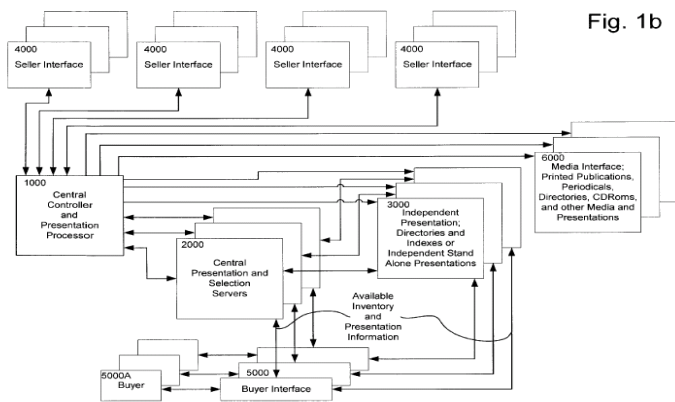 Fig. 1b
4000
Seller Interface
4000
Seller Interface
4000
Seller Interface
4000
Seller Interface
1000
Central
Controller
and
Presentation
Processor
6000
Media Interface;
Printed Publications,
Periodicals,
Directories, CDRoms,
and other Media and
Presentations
3000
Independent
Presentation;
Directories and
Indexes or
Independent Stand
Alone Presentations
2000
Central
Presentation and
Selection
Servers
Available
Inventory
and
Presentation
Information
5000A
Buyer
5000
Buyer Interface